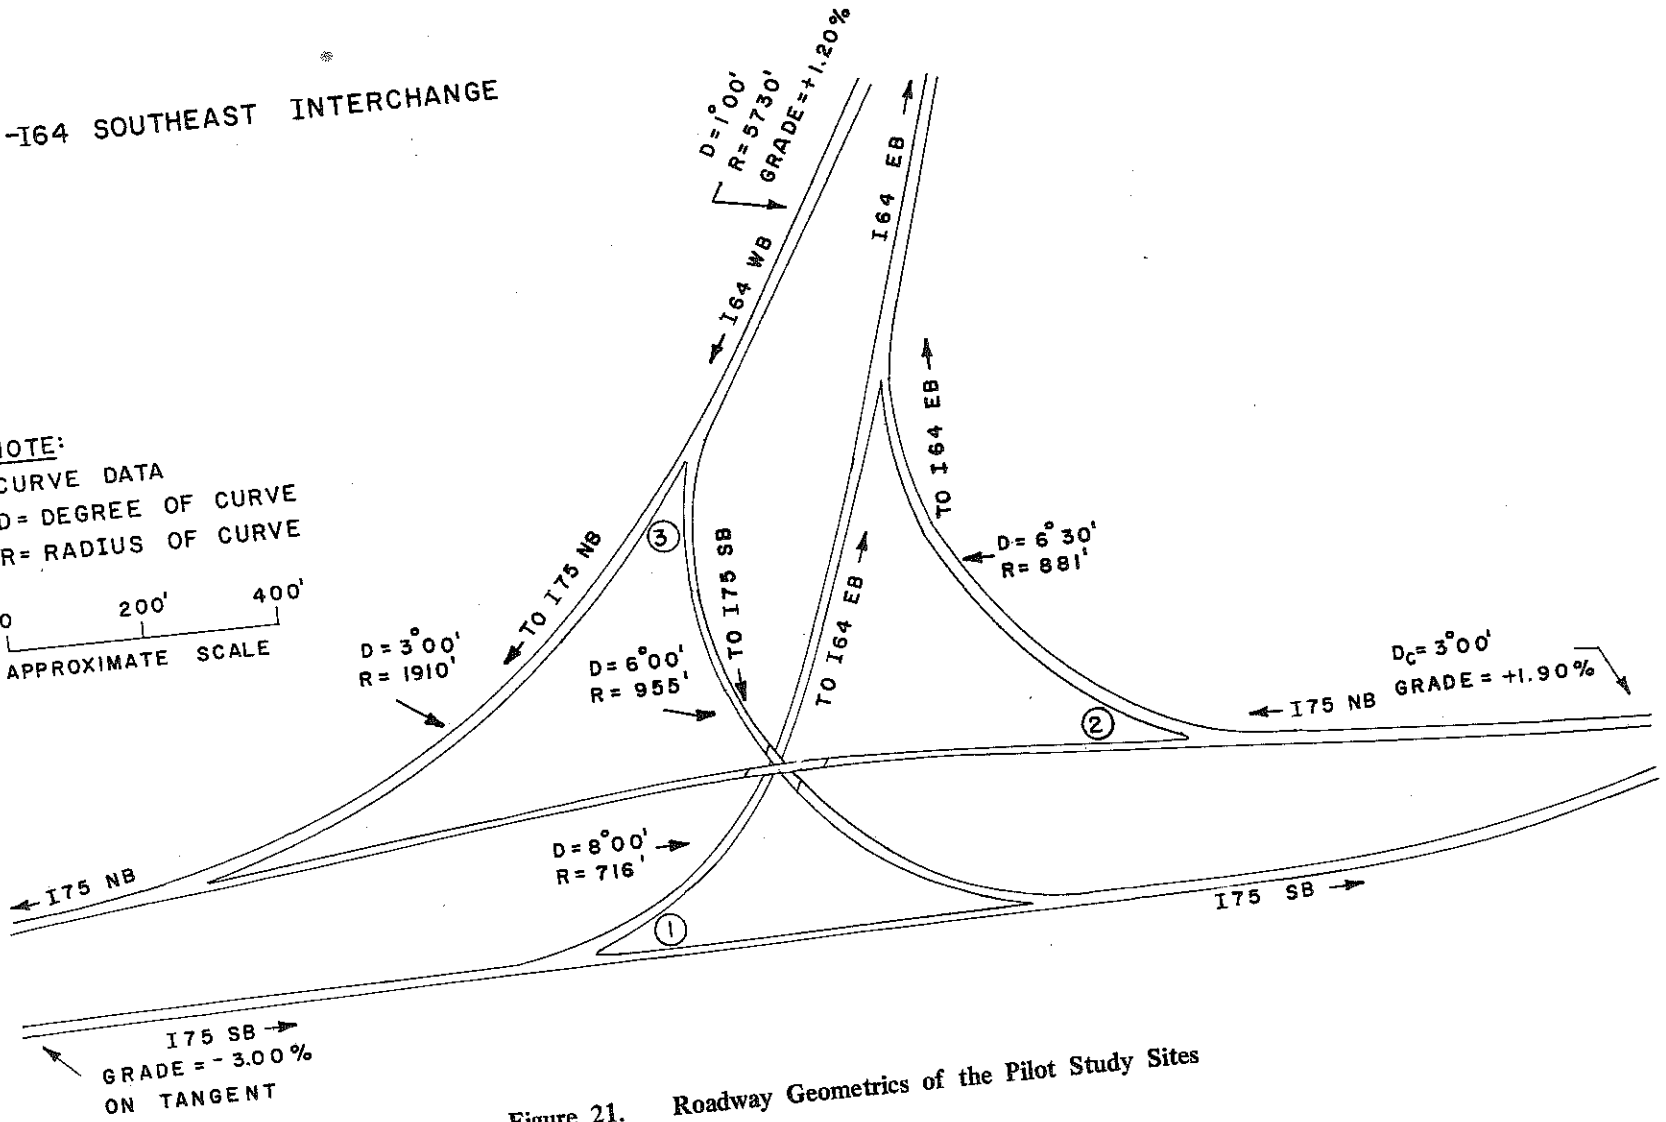 -I64 SOUTHEAST INTERCHANGE
D = 1°00'
R = 5730'
GRADE = +1.20%
← I64 WB
I64 EB →
NOTE:
CURVE DATA
D = DEGREE OF CURVE
R = RADIUS OF CURVE
0 200' 400'
APPROXIMATE SCALE
← TO I75 NB
3
← TO I75 SB
TO I64 EB →
TO I64 EB →
D = 6°30'
R = 881'
D = 3°00'
R = 1910'
D = 6°00'
R = 955'
Dc = 3°00'
GRADE = +1.90%
← I75 NB
2
D = 8°00'
R = 716'
← I75 NB
1
I75 SB →
I75 SB →
GRADE = - 3.00%
ON TANGENT
Figure 21. Roadway Geometrics of the Pilot Study Sites